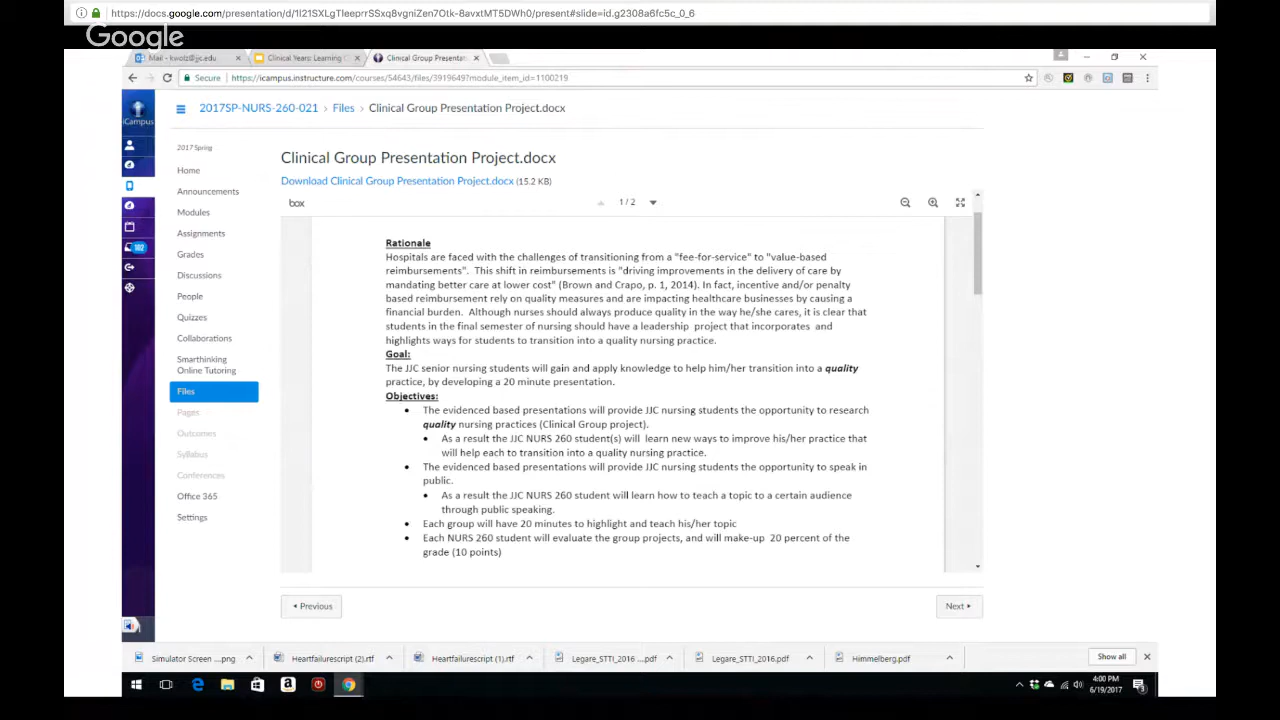 https://docs.google.com/presentation/d/1I21SXLgTIeeprrSSxq8vgniZen7Otk-8avxtMT5DWh0/present#slide=id.g2308a6fc5c_0_6
Google
Mail - kwolz@jjc.edu
Clinical Years: Learning
Clinical Group Presentat
Secure
https://icampus.instructure.com/courses/54643/files/3919649?module_item_id=1100219
iCampus
2017SP-NURS-260-021 › Files › Clinical Group Presentation Project.docx
2017 Spring
Home
Announcements
Modules
Assignments
Grades
Discussions
People
Quizzes
Collaborations
Smarthinking
Online Tutoring
Files
Pages
Outcomes
Syllabus
Conferences
Office 365
Settings
102
Clinical Group Presentation Project.docx
Download Clinical Group Presentation Project.docx (15.2 KB)
box
1 / 2
Rationale
Hospitals are faced with the challenges of transitioning from a "fee-for-service" to "value-based
reimbursements". This shift in reimbursements is "driving improvements in the delivery of care by
mandating better care at lower cost" (Brown and Crapo, p. 1, 2014). In fact, incentive and/or penalty
based reimbursement rely on quality measures and are impacting healthcare businesses by causing a
financial burden. Although nurses should always produce quality in the way he/she cares, it is clear that
students in the final semester of nursing should have a leadership project that incorporates and
highlights ways for students to transition into a quality nursing practice.
Goal:
The JJC senior nursing students will gain and apply knowledge to help him/her transition into a quality
practice, by developing a 20 minute presentation.
Objectives:
• The evidenced based presentations will provide JJC nursing students the opportunity to research
quality nursing practices (Clinical Group project).
• As a result the JJC NURS 260 student(s) will learn new ways to improve his/her practice that
will help each to transition into a quality nursing practice.
• The evidenced based presentations will provide JJC nursing students the opportunity to speak in
public.
• As a result the JJC NURS 260 student will learn how to teach a topic to a certain audience
through public speaking.
• Each group will have 20 minutes to highlight and teach his/her topic
• Each NURS 260 student will evaluate the group projects, and will make-up 20 percent of the
grade (10 points)
Previous
Next
Simulator Screen ....png
Heartfailurescript (2).rtf
Heartfailurescript (1).rtf
Legare_STTI_2016 ....pdf
Legare_STTI_2016.pdf
Himmelberg.pdf
Show all
4:00 PM
6/19/2017
3